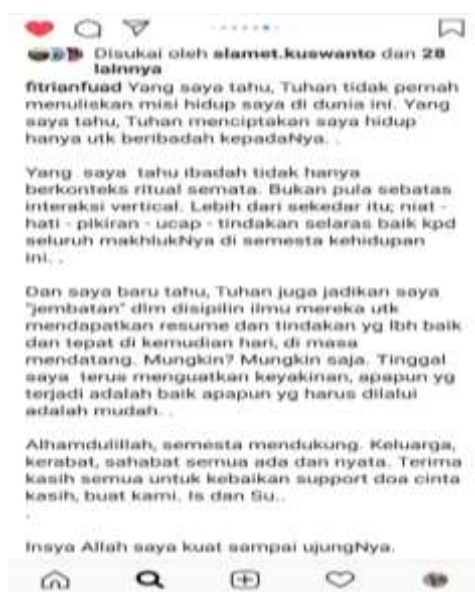 Disukai oleh slamet.kuswanto dan 28
lainnya
fitrianfuad Yang saya tahu, Tuhan tidak pernah
menuliskan misi hidup saya di dunia ini. Yang
saya tahu, Tuhan menciptakan saya hidup
hanya utk beribadah kepadaNya. .
Yang saya tahu ibadah tidak hanya
berkonteks ritual semata. Bukan pula sebatas
interaksi vertical. Lebih dari sekedar itu; niat -
hati - pikiran - ucap - tindakan selaras baik kpd
seluruh makhlukNya di semesta kehidupan
ini. .
Dan saya baru tahu, Tuhan juga jadikan saya
"jembatan" dlm disipilin ilmu mereka utk
mendapatkan resume dan tindakan yg lbh baik
dan tepat di kemudian hari, di masa
mendatang. Mungkin? Mungkin saja. Tinggal
saya terus menguatkan keyakinan, apapun yg
terjadi adalah baik apapun yg harus dilalui
adalah mudah. .
Alhamdulillah, semesta mendukung. Keluarga,
kerabat, sahabat semua ada dan nyata. Terima
kasih semua untuk kebaikan support doa cinta
kasih, buat kami. Is dan Su..
.
Insya Allah saya kuat sampai ujungNya.